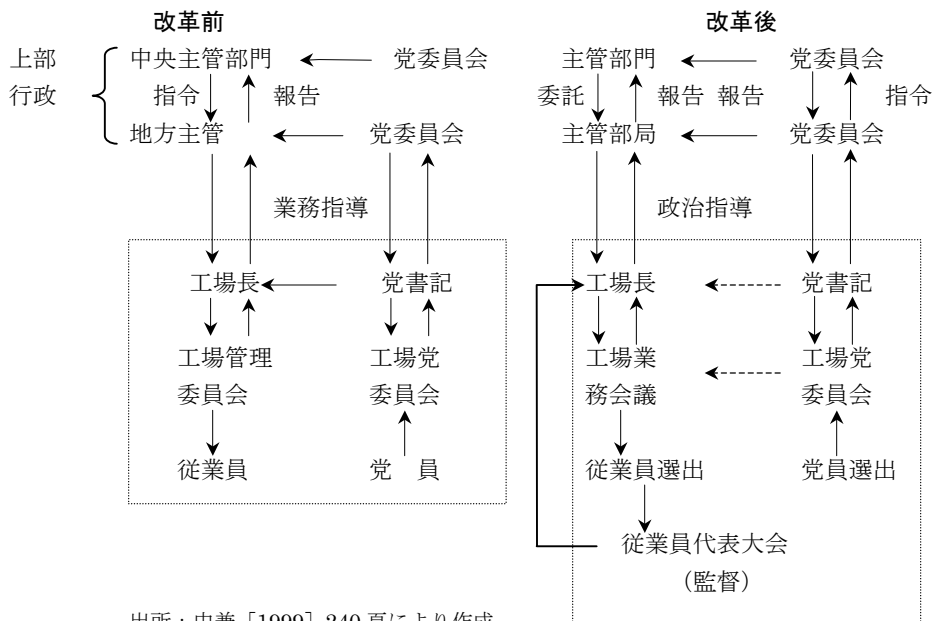 改革前 改革後
上部 中央主管部門 党委員会 主管部門 党委員会
行政 指令 報告 委託 報告 報告 指令
地方主管 党委員会 主管部局 党委員会
業務指導 政治指導
工場長 党書記 工場長 党書記
工場管理 工場党 工場業 工場党
委員会 委員会 務会議 委員会
従業員 党 員 従業員選出 党員選出
従業員代表大会
(監督)